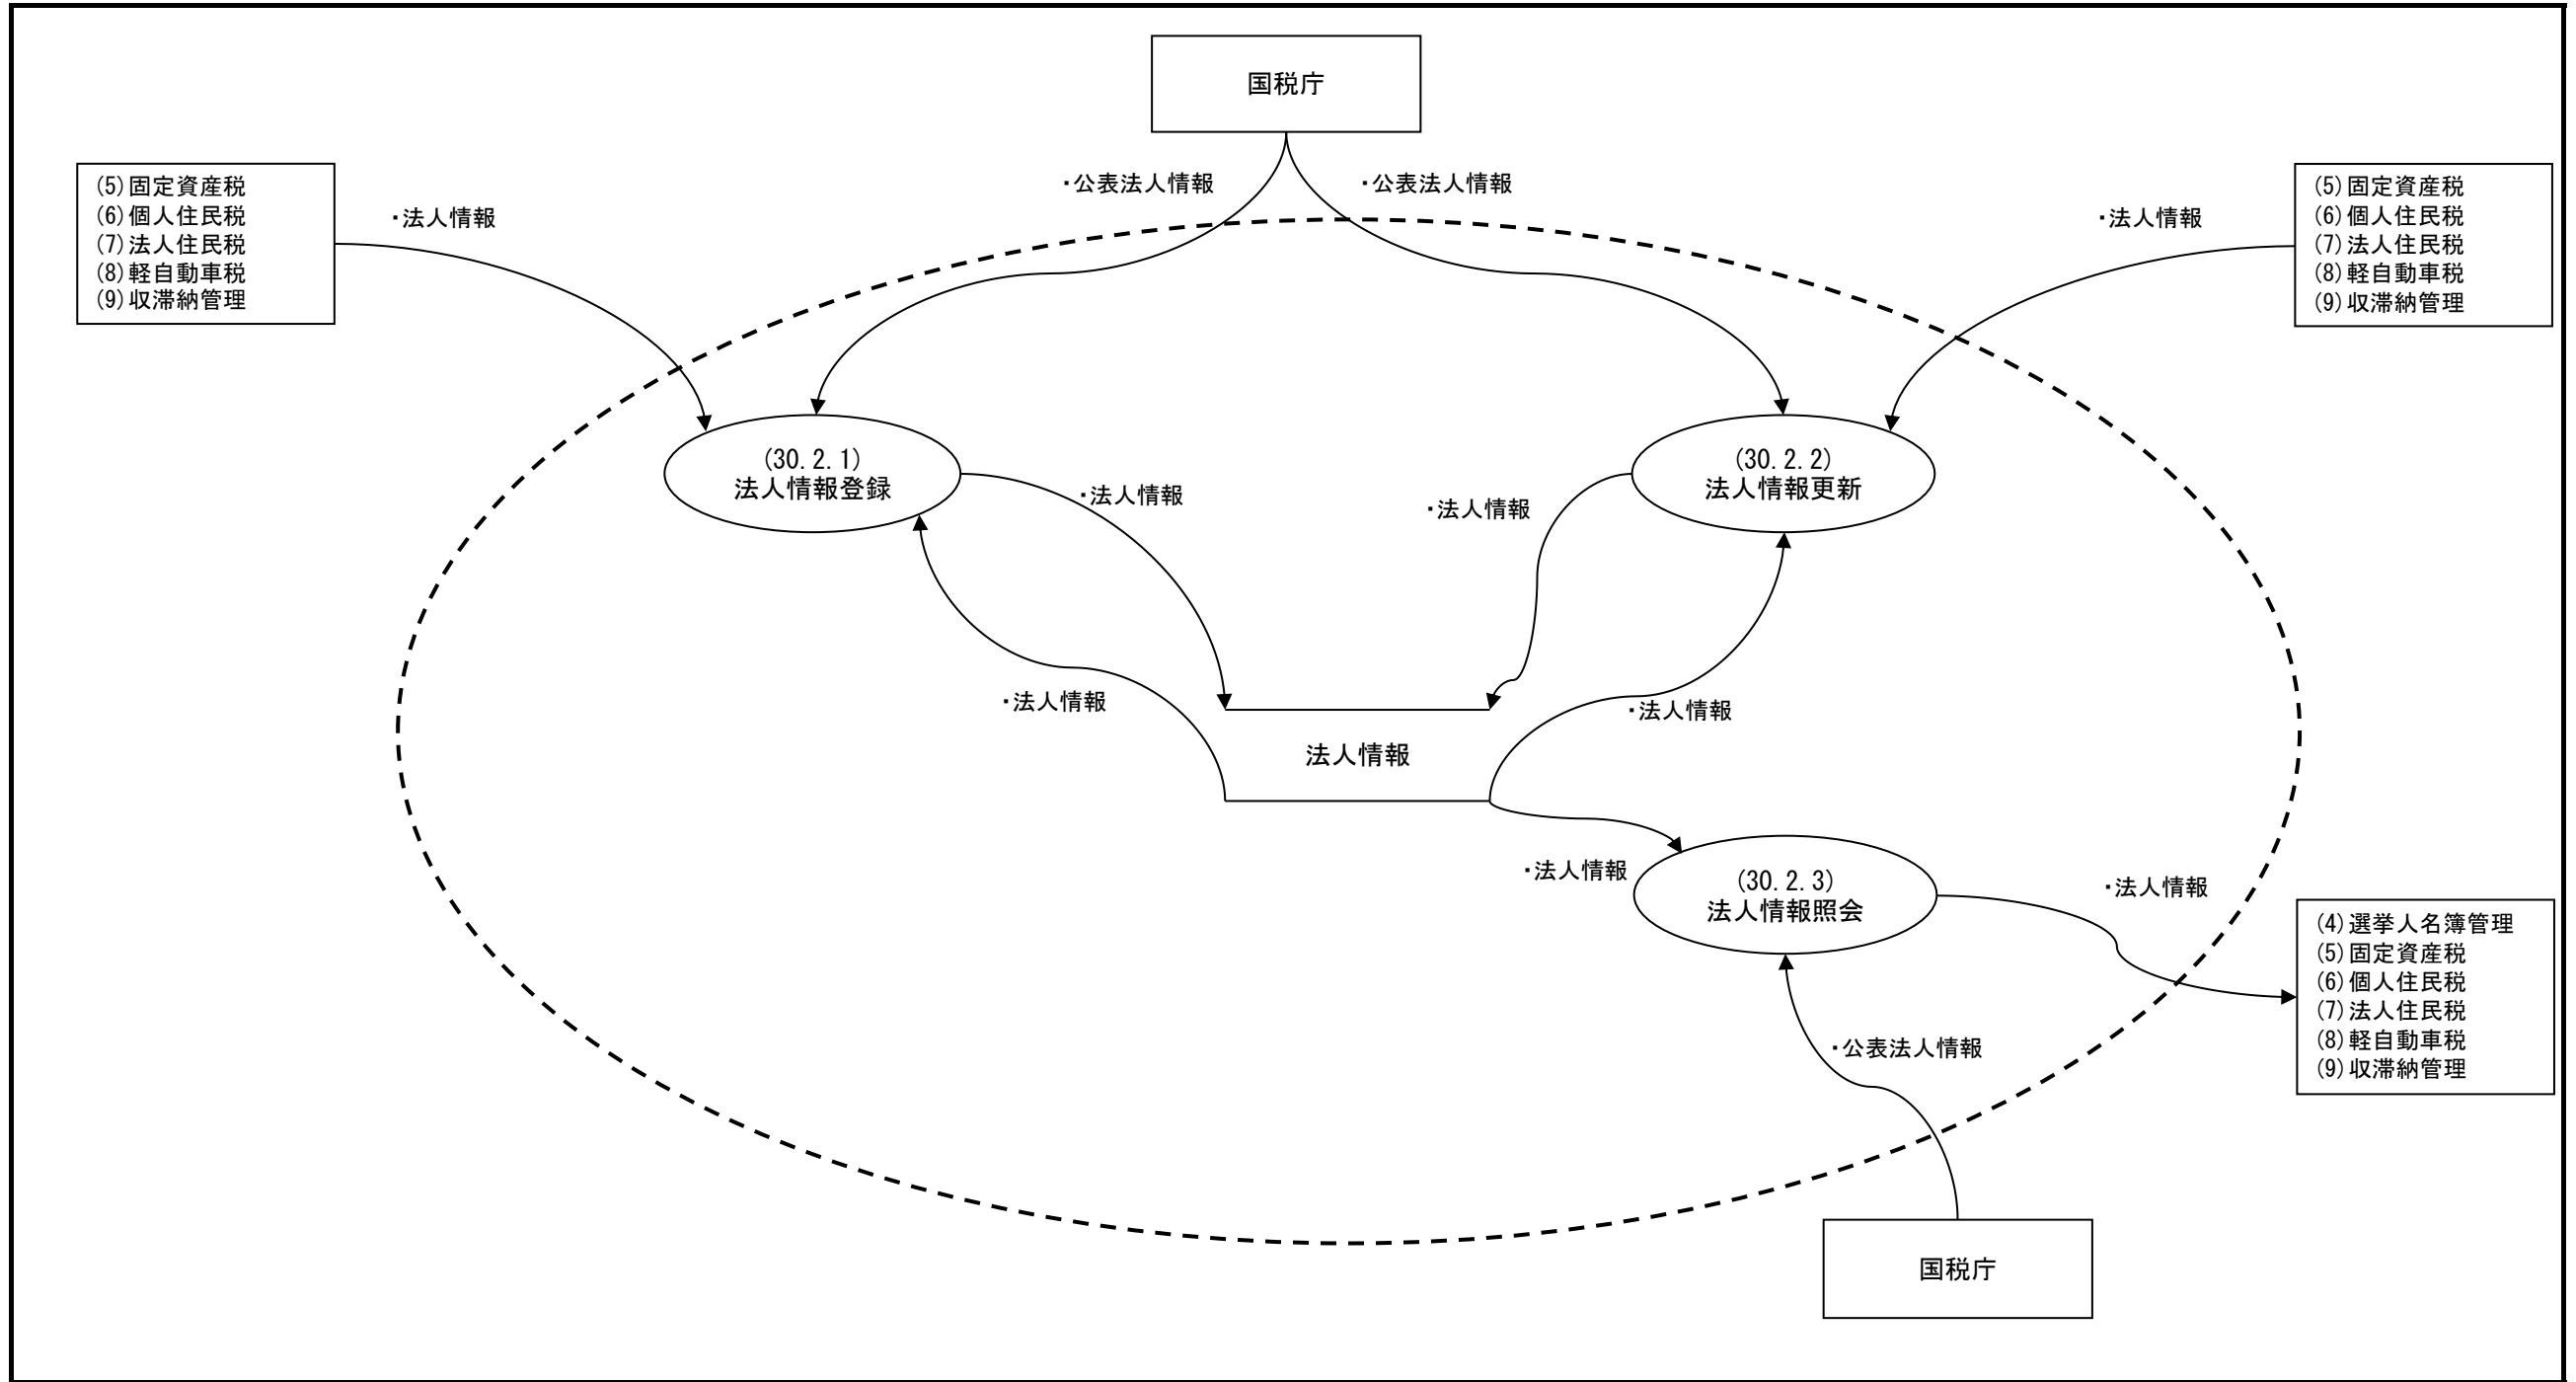 国税庁
・公表法人情報
・公表法人情報
(5)固定資産税
(6)個人住民税
(7)法人住民税
(8)軽自動車税
(9)収滞納管理
・法人情報
・法人情報
(5)固定資産税
(6)個人住民税
(7)法人住民税
(8)軽自動車税
(9)収滞納管理
(30.2.1)
法人情報登録
・法人情報
・法人情報
(30.2.2)
法人情報更新
・法人情報
・法人情報
法人情報
・法人情報
(30.2.3)
法人情報照会
・法人情報
(4)選挙人名簿管理
(5)固定資産税
(6)個人住民税
(7)法人住民税
(8)軽自動車税
(9)収滞納管理
・公表法人情報
国税庁